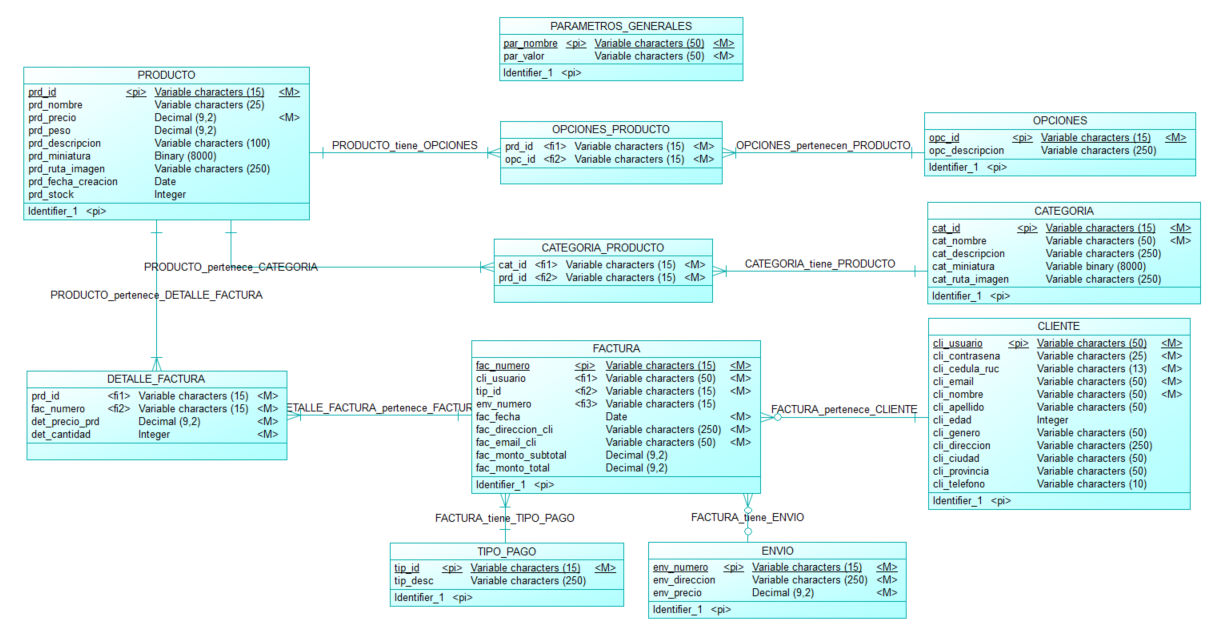 PARAMETROS_GENERALES
par_nombre <pi> Variable characters (50) <M>
par_valor Variable characters (50) <M>
Identifier_1 <pi>
PRODUCTO
prd_id <pi> Variable characters (15) <M>
prd_nombre Variable characters (25)
prd_precio Decimal (9,2) <M>
prd_peso Decimal (9,2)
prd_descripcion Variable characters (100)
prd_miniatura Binary (8000)
prd_ruta_imagen Variable characters (250)
prd_fecha_creacion Date
prd_stock Integer
Identifier_1 <pi>
PRODUCTO_tiene_OPCIONES
OPCIONES_PRODUCTO
prd_id <fi1> Variable characters (15) <M>
opc_id <fi2> Variable characters (15) <M>
OPCIONES_pertenecen_PRODUCTO
OPCIONES
opc_id <pi> Variable characters (15) <M>
opc_descripcion Variable characters (250)
Identifier_1 <pi>
PRODUCTO_pertenece_CATEGORIA
CATEGORIA_PRODUCTO
cat_id <fi1> Variable characters (15) <M>
prd_id <fi2> Variable characters (15) <M>
CATEGORIA_tiene_PRODUCTO
CATEGORIA
cat_id <pi> Variable characters (15) <M>
cat_nombre Variable characters (50) <M>
cat_descripcion Variable characters (250)
cat_miniatura Variable binary (8000)
cat_ruta_imagen Variable characters (250)
Identifier_1 <pi>
PRODUCTO_pertenece_DETALLE_FACTURA
DETALLE_FACTURA
prd_id <fi1> Variable characters (15) <M>
fac_numero <fi2> Variable characters (15) <M>
det_precio_prd Decimal (9,2) <M>
det_cantidad Integer <M>
ETALLE_FACTURA_pertenece_FACTUR
FACTURA
fac_numero <pi> Variable characters (15) <M>
cli_usuario <fi1> Variable characters (50) <M>
tip_id <fi2> Variable characters (15) <M>
env_numero <fi3> Variable characters (15)
fac_fecha Date <M>
fac_direccion_cli Variable characters (250) <M>
fac_email_cli Variable characters (50) <M>
fac_monto_subtotal Decimal (9,2)
fac_monto_total Decimal (9,2)
Identifier_1 <pi>
FACTURA_pertenece_CLIENTE
CLIENTE
cli_usuario <pi> Variable characters (50) <M>
cli_contrasena Variable characters (25) <M>
cli_cedula_ruc Variable characters (13) <M>
cli_email Variable characters (50) <M>
cli_nombre Variable characters (50) <M>
cli_apellido Variable characters (50) <M>
cli_edad Integer
cli_genero Variable characters (50)
cli_direccion Variable characters (250)
cli_ciudad Variable characters (50)
cli_provincia Variable characters (50)
cli_telefono Variable characters (10)
Identifier_1 <pi>
FACTURA_tiene_TIPO_PAGO
FACTURA_tiene_ENVIO
TIPO_PAGO
tip_id <pi> Variable characters (15) <M>
tip_desc Variable characters (250)
Identifier_1 <pi>
ENVIO
env_numero <pi> Variable characters (15) <M>
env_direccion Variable characters (250) <M>
env_precio Decimal (9,2) <M>
Identifier_1 <pi>